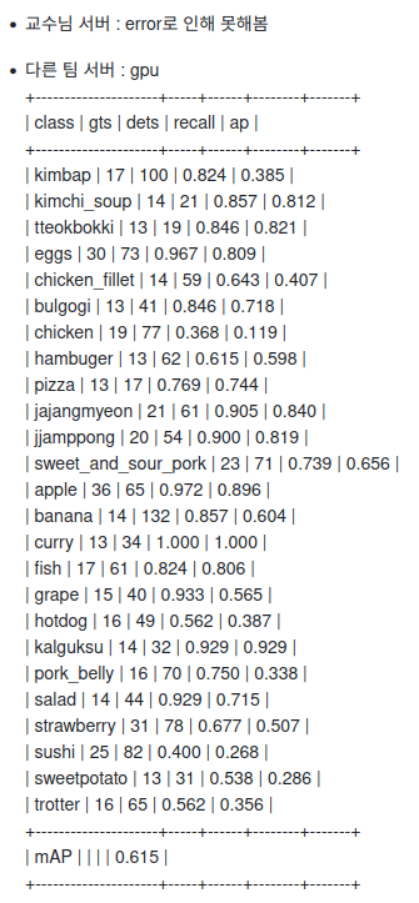 • 교수님 서버 : error로 인해 못해봄
• 다른 팀 서버 : gpu
+----------------------+-----+------+--------+-------+
| class | gts | dets | recall | ap |
+----------------------+-----+------+--------+-------+
| kimbap | 17 | 100 | 0.824 | 0.385 |
| kimchi_soup | 14 | 21 | 0.857 | 0.812 |
| tteokbokki | 13 | 19 | 0.846 | 0.821 |
| eggs | 30 | 73 | 0.967 | 0.809 |
| chicken_fillet | 14 | 59 | 0.643 | 0.407 |
| bulgogi | 13 | 41 | 0.846 | 0.718 |
| chicken | 19 | 77 | 0.368 | 0.119 |
| hambuger | 13 | 62 | 0.615 | 0.598 |
| pizza | 13 | 17 | 0.769 | 0.744 |
| jajangmyeon | 21 | 61 | 0.905 | 0.840 |
| jjamppong | 20 | 54 | 0.900 | 0.819 |
| sweet_and_sour_pork | 23 | 71 | 0.739 | 0.656 |
| apple | 36 | 65 | 0.972 | 0.896 |
| banana | 14 | 132 | 0.857 | 0.604 |
| curry | 13 | 34 | 1.000 | 1.000 |
| fish | 17 | 61 | 0.824 | 0.806 |
| grape | 15 | 40 | 0.933 | 0.565 |
| hotdog | 16 | 49 | 0.562 | 0.387 |
| kalguksu | 14 | 32 | 0.929 | 0.929 |
| pork_belly | 16 | 70 | 0.750 | 0.338 |
| salad | 14 | 44 | 0.929 | 0.715 |
| strawberry | 31 | 78 | 0.677 | 0.507 |
| sushi | 25 | 82 | 0.400 | 0.268 |
| sweetpotato | 13 | 31 | 0.538 | 0.286 |
| trotter | 16 | 65 | 0.562 | 0.356 |
+----------------------+-----+------+--------+-------+
| mAP | | | | 0.615 |
+----------------------+-----+------+--------+-------+